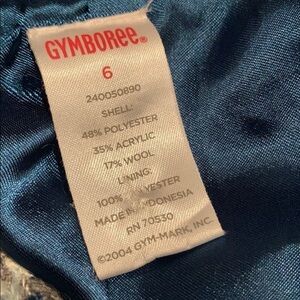 GYMBOREE®
6
240050890
SHELL:
48% POLYESTER
35% ACRYLIC
17% WOOL
LINING:
100% POLYESTER
MADE IN INDONESIA
RN 70530
©2004 GYM-MARK, INC.